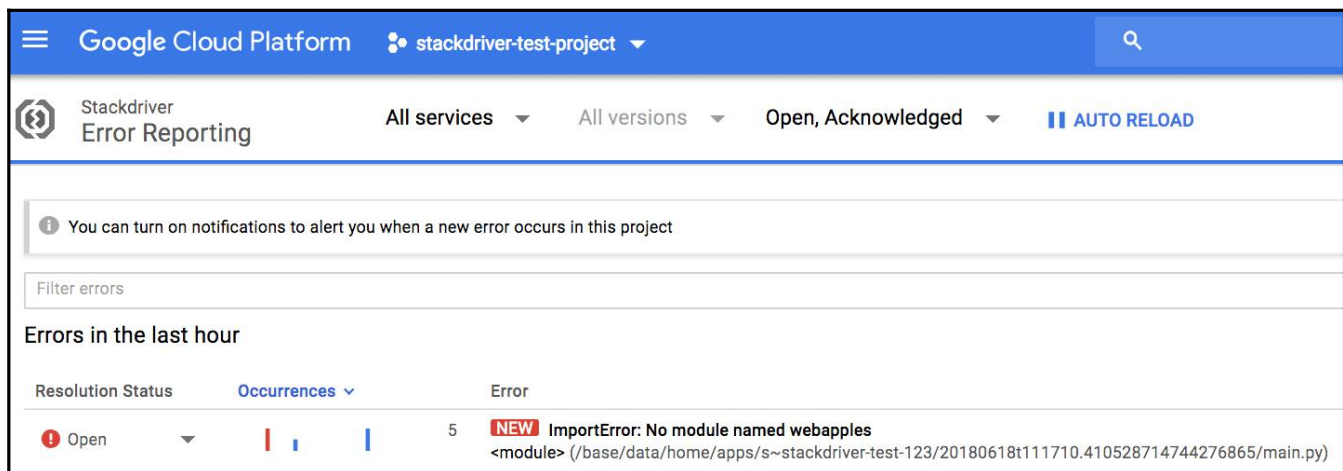 Google Cloud Platform stackdriver-test-project
Stackdriver
Error Reporting
All services All versions Open, Acknowledged AUTO RELOAD
You can turn on notifications to alert you when a new error occurs in this project
Filter errors
Errors in the last hour
Resolution Status Occurrences Error
Open 5 NEW ImportError: No module named webapples
<module> (/base/data/home/apps/s~stackdriver-test-123/20180618t111710.410528714744276865/main.py)